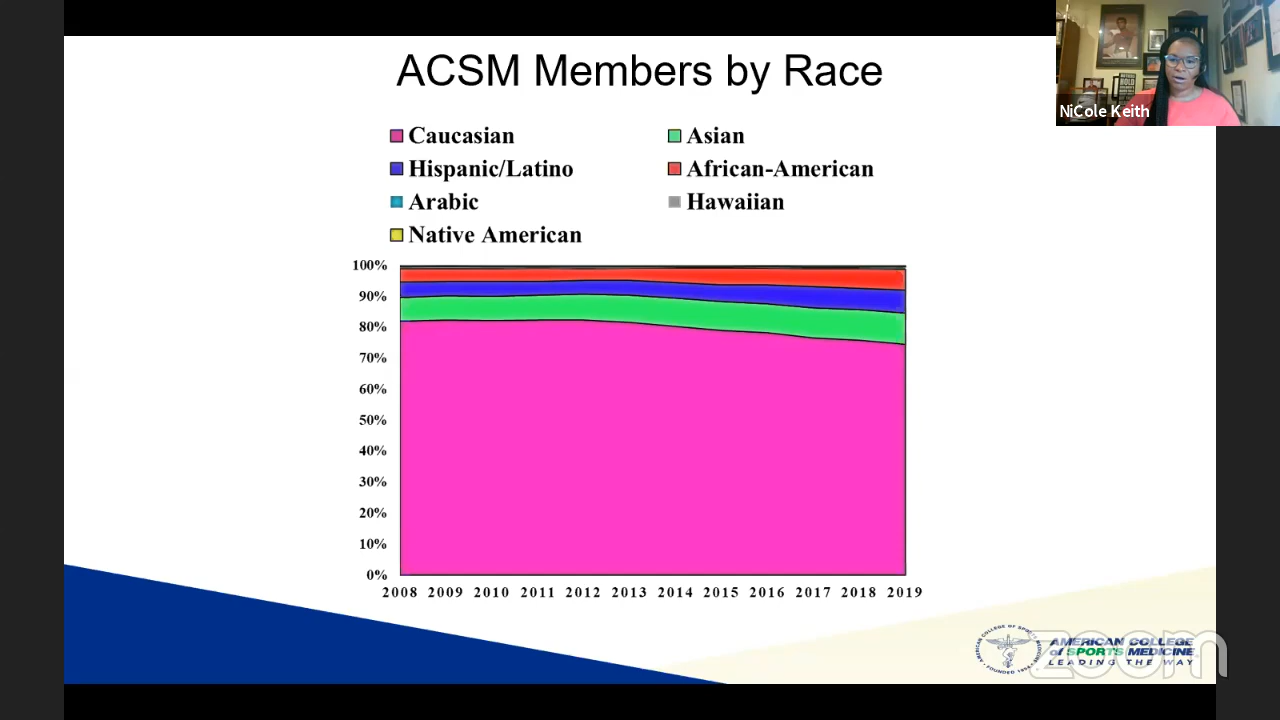 ACSM Members by Race
NiCole Keith
Caucasian
Asian
Hispanic/Latino
African-American
Arabic
Hawaiian
Native American
100%
90%
80%
70%
60%
50%
40%
30%
20%
10%
0%
2008 2009 2010 2011 2012 2013 2014 2015 2016 2017 2018 2019
AMERICAN COLLEGE
of SPORTS MEDICINE
LEADING THE WAY
zoom